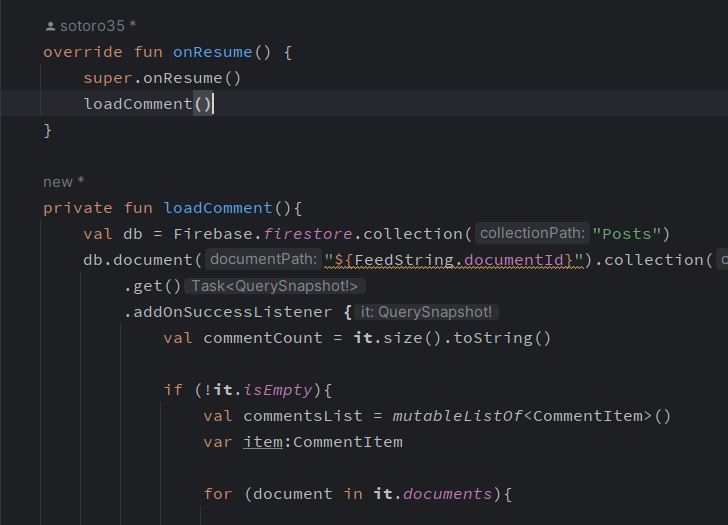 sotoro35 *
override fun onResume() {
super.onResume()
loadComment()
}
new *
private fun loadComment(){
val db = Firebase.firestore.collection( collectionPath: "Posts")
db.document( documentPath: "${FeedString.documentId}").collection(
.get() Task<QuerySnapshot!>
.addOnSuccessListener { it: QuerySnapshot!
val commentCount = it.size().toString()
if (!it.isEmpty){
val commentsList = mutableListOf<CommentItem>()
var item:CommentItem
for (document in it.documents){